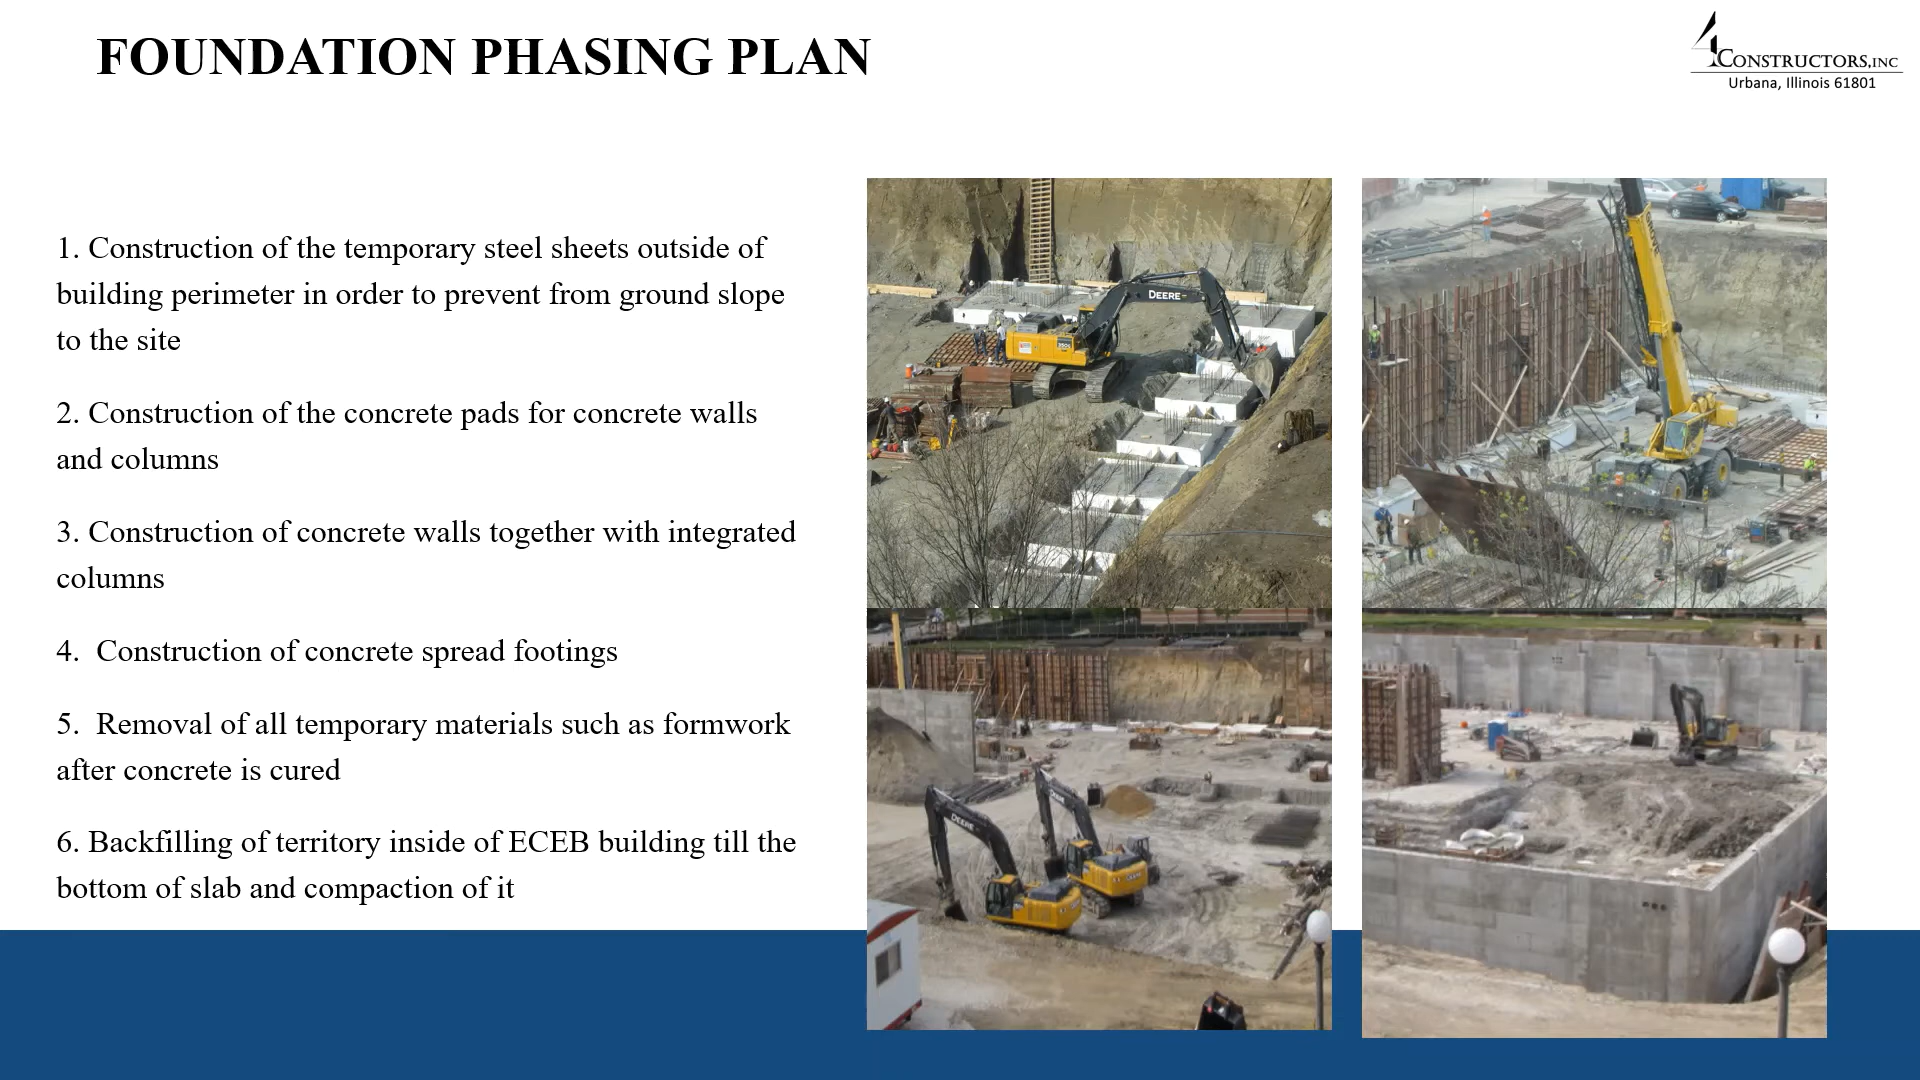 FOUNDATION PHASING PLAN
4CONSTRUCTORS,INC
Urbana, Illinois 61801
1. Construction of the temporary steel sheets outside of
building perimeter in order to prevent from ground slope
to the site
2. Construction of the concrete pads for concrete walls
and columns
3. Construction of concrete walls together with integrated
columns
4. Construction of concrete spread footings
5. Removal of all temporary materials such as formwork
after concrete is cured
6. Backfilling of territory inside of ECEB building till the
bottom of slab and compaction of it
DEERE
DEERE